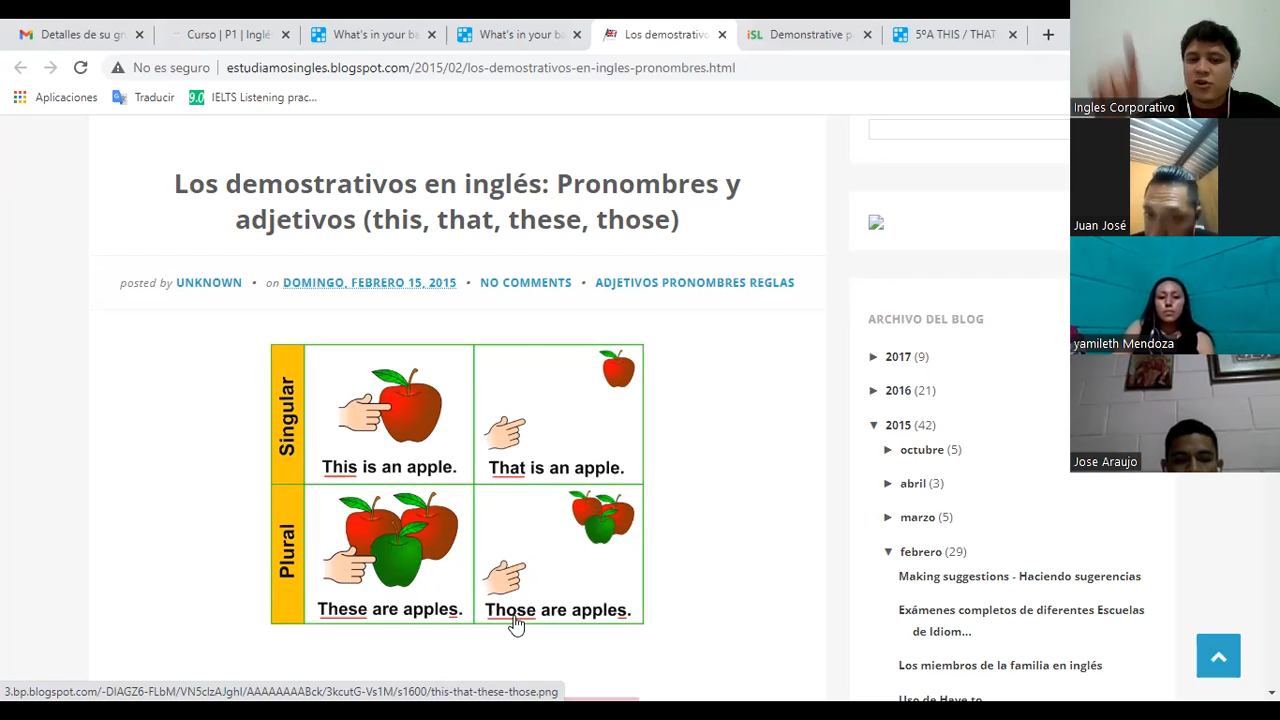 Detalles de su gr
Curso | P1 | Inglé
What's in your ba
What's in your ba
Los demostrativo
iSL
Demonstrative p
5ºA THIS / THAT
No es seguro
estudiamosingles.blogspot.com/2015/02/los-demostrativos-en-ingles-pronombres.html
Aplicaciones
Traducir
9.0
IELTS Listening prac...
Los demostrativos en inglés: Pronombres y
adjetivos (this, that, these, those)
posted by UNKNOWN • on DOMINGO, FEBRERO 15, 2015 • NO COMMENTS • ADJETIVOS PRONOMBRES REGLAS
Singular
This is an apple.
That is an apple.
Plural
These are apples.
Those are apples.
3.bp.blogspot.com/-DIAGZ6-FLbM/VN5clzAJghI/AAAAAAAABck/3kcutG-Vs1M/s1600/this-that-these-those.png
ARCHIVO DEL BLOG
► 2017 (9)
► 2016 (21)
▼ 2015 (42)
► octubre (5)
► abril (3)
► marzo (5)
▼ febrero (29)
Making suggestions - Haciendo sugerencias
Exámenes completos de diferentes Escuelas
de Idiom...
Los miembros de la familia en inglés
Uso de Have to
Ingles Corporativo
Juan José
yamileth Mendoza
Jose Araujo